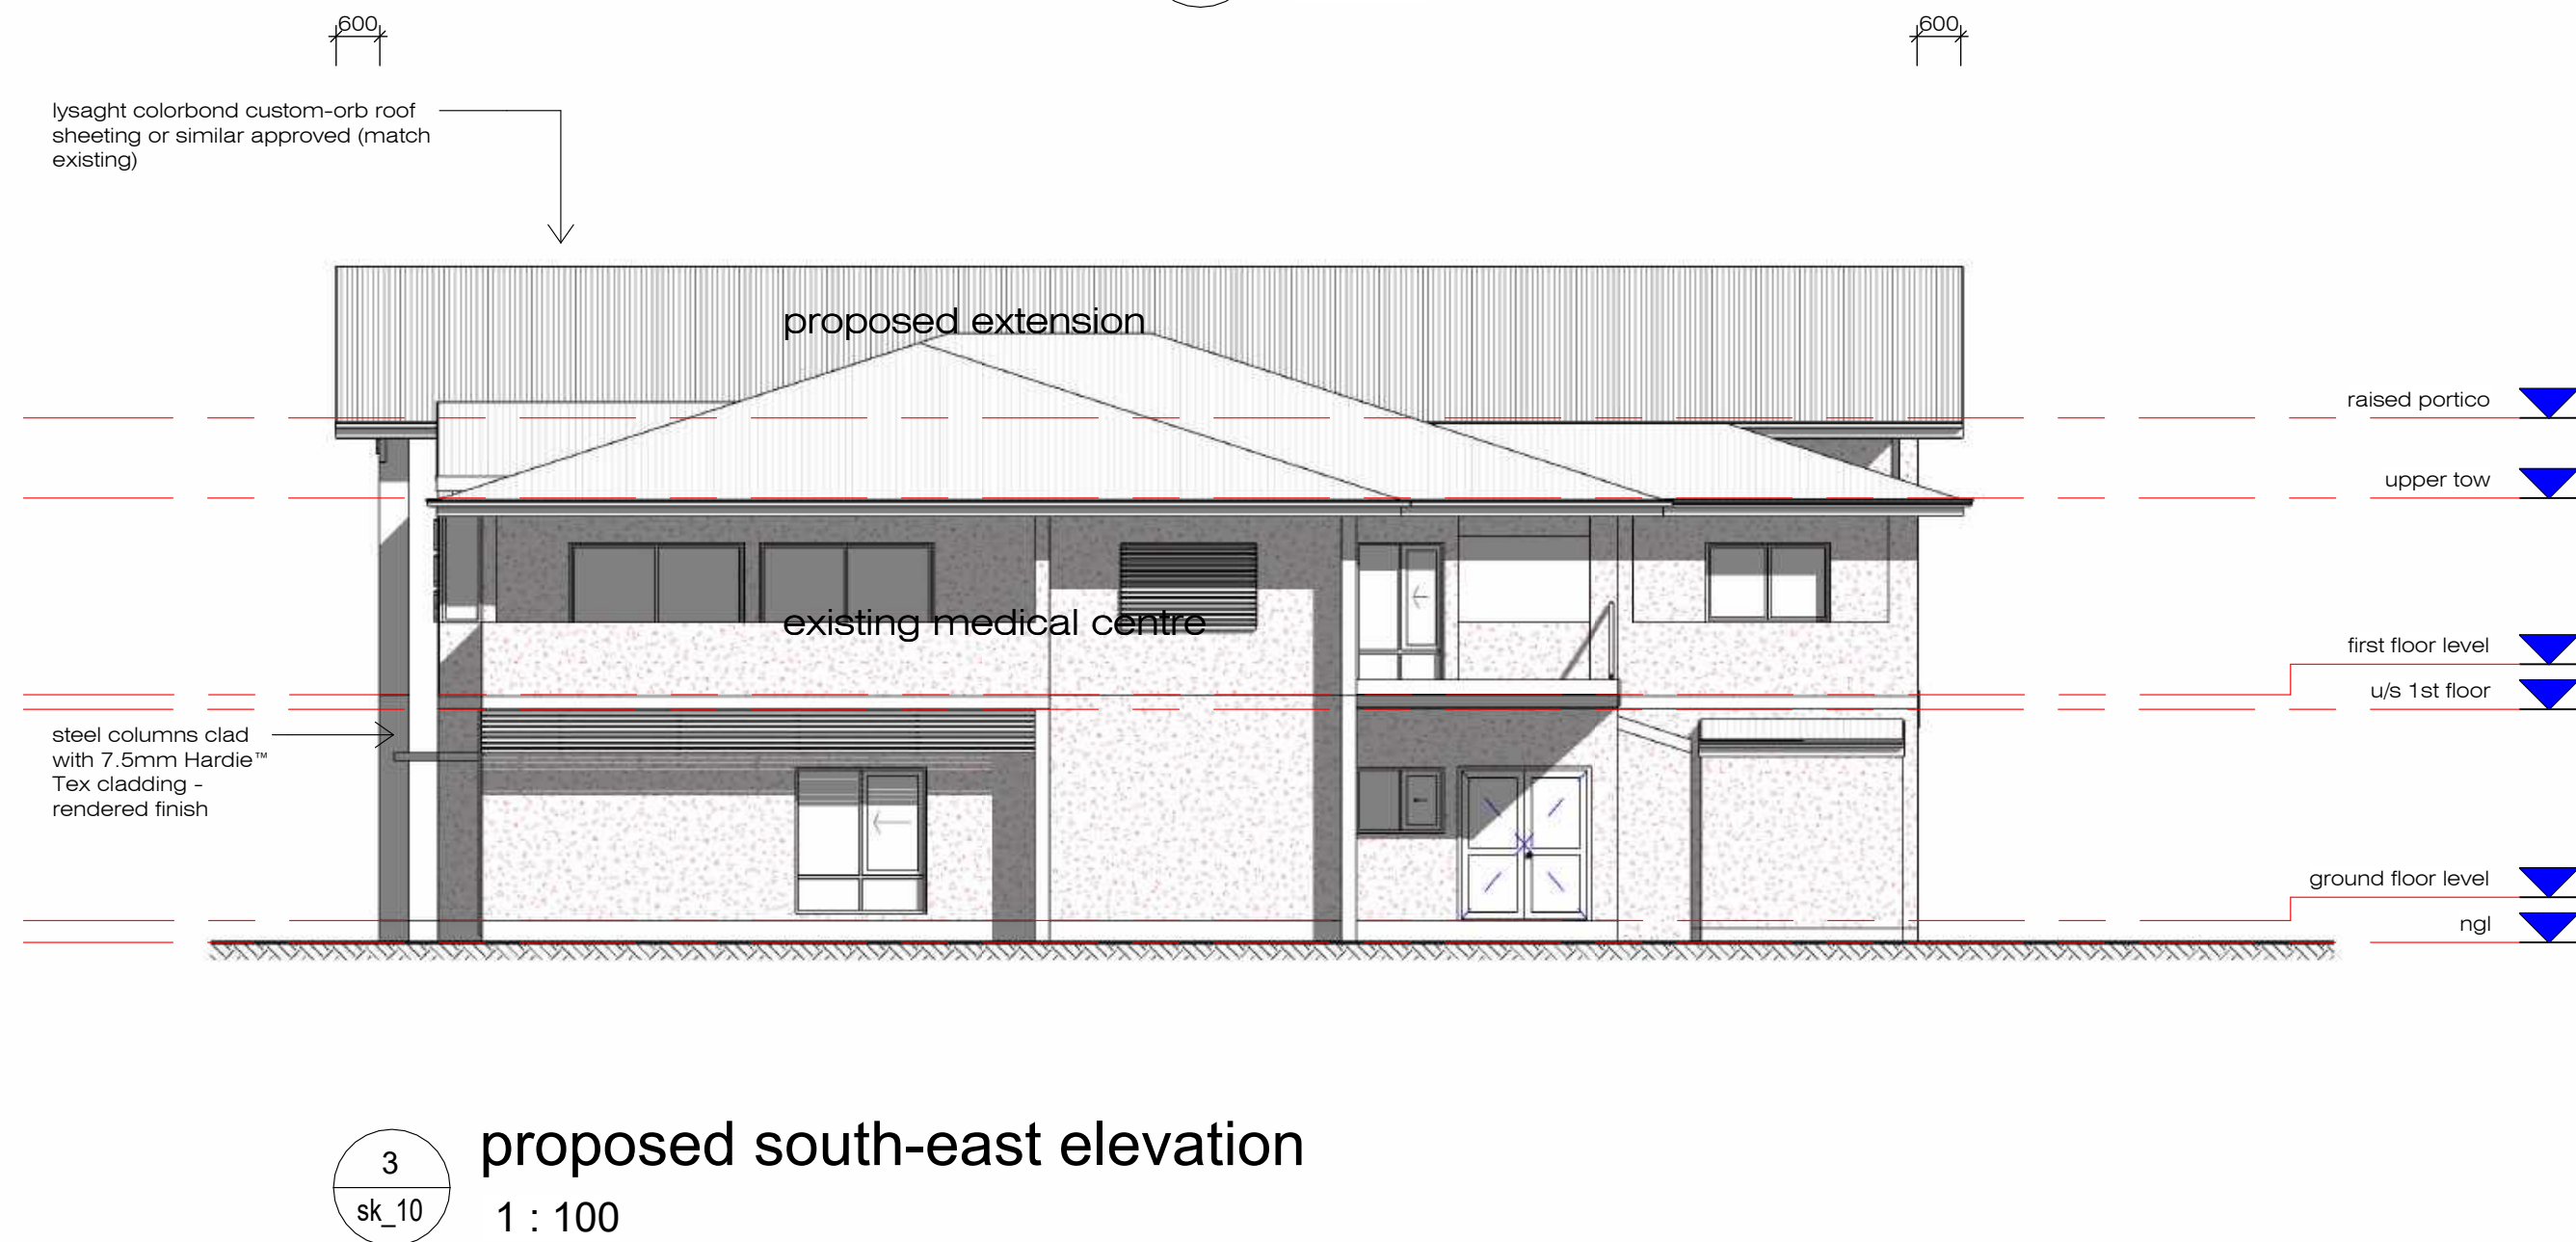 600
600
lysaght colorbond custom-orb roof
sheeting or similar approved (match
existing)
proposed extension
raised portico
upper tow
existing medical centre
first floor level
u/s 1st floor
steel columns clad
with 7.5mm Hardie™
Tex cladding -
rendered finish
ground floor level
ngl
3
sk_10
proposed south-east elevation
1 : 100